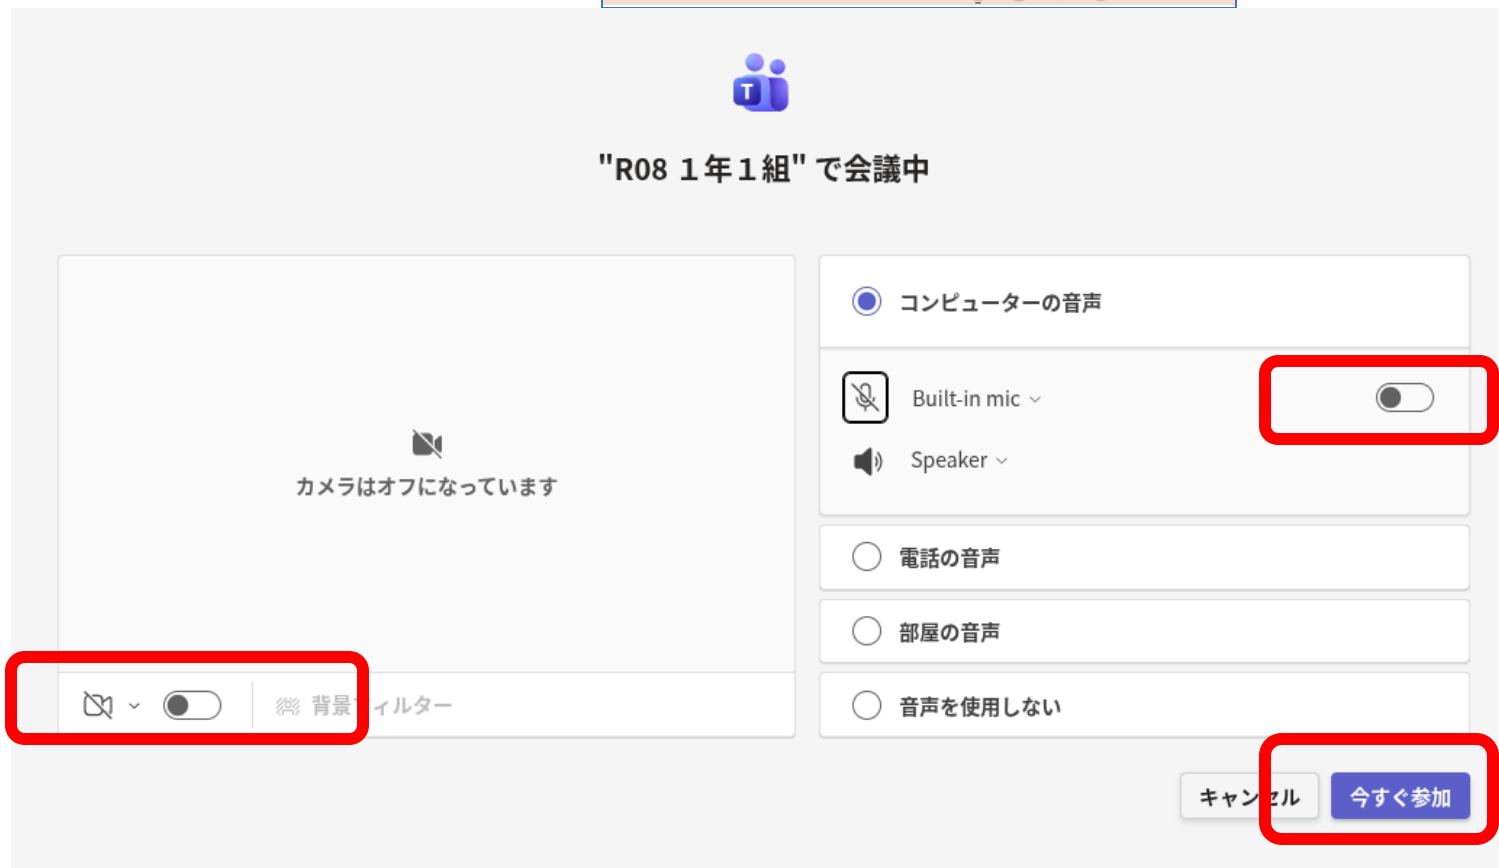 T
"R08 １年１組" で会議中
コンピューターの音声
Built-in mic
Speaker
カメラはオフになっています
電話の音声
部屋の音声
背景フィルター
音声を使用しない
キャンセル
今すぐ参加